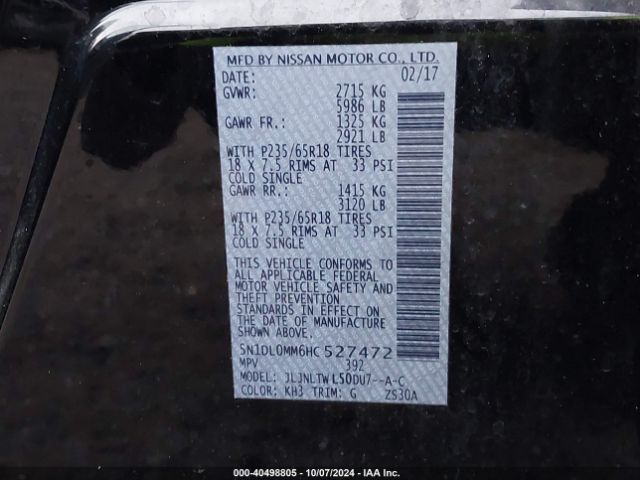 MFD BY NISSAN MOTOR CO., LTD.
DATE: 02/17
GVWR: 2715 KG
5986 LB
GAWR FR.: 1325 KG
2921 LB
WITH P235/65R18 TIRES
18 X 7.5 RIMS AT 33 PSI
COLD SINGLE
GAWR RR.: 1415 KG
3120 LB
WITH P235/65R18 TIRES
18 X 7.5 RIMS AT 33 PSI
COLD SINGLE
THIS VEHICLE CONFORMS TO
ALL APPLICABLE FEDERAL
MOTOR VEHICLE SAFETY AND
THEFT PREVENTION
STANDARDS IN EFFECT ON
THE DATE OF MANUFACTURE
SHOWN ABOVE.
5N1DL0MM6HC 527472
MPV 392
MODEL: JLJNLTWL50DU7--A-C
COLOR: KH3 TRIM: G ZS30A
000-40498805 - 10/07/2024 - IAA Inc.